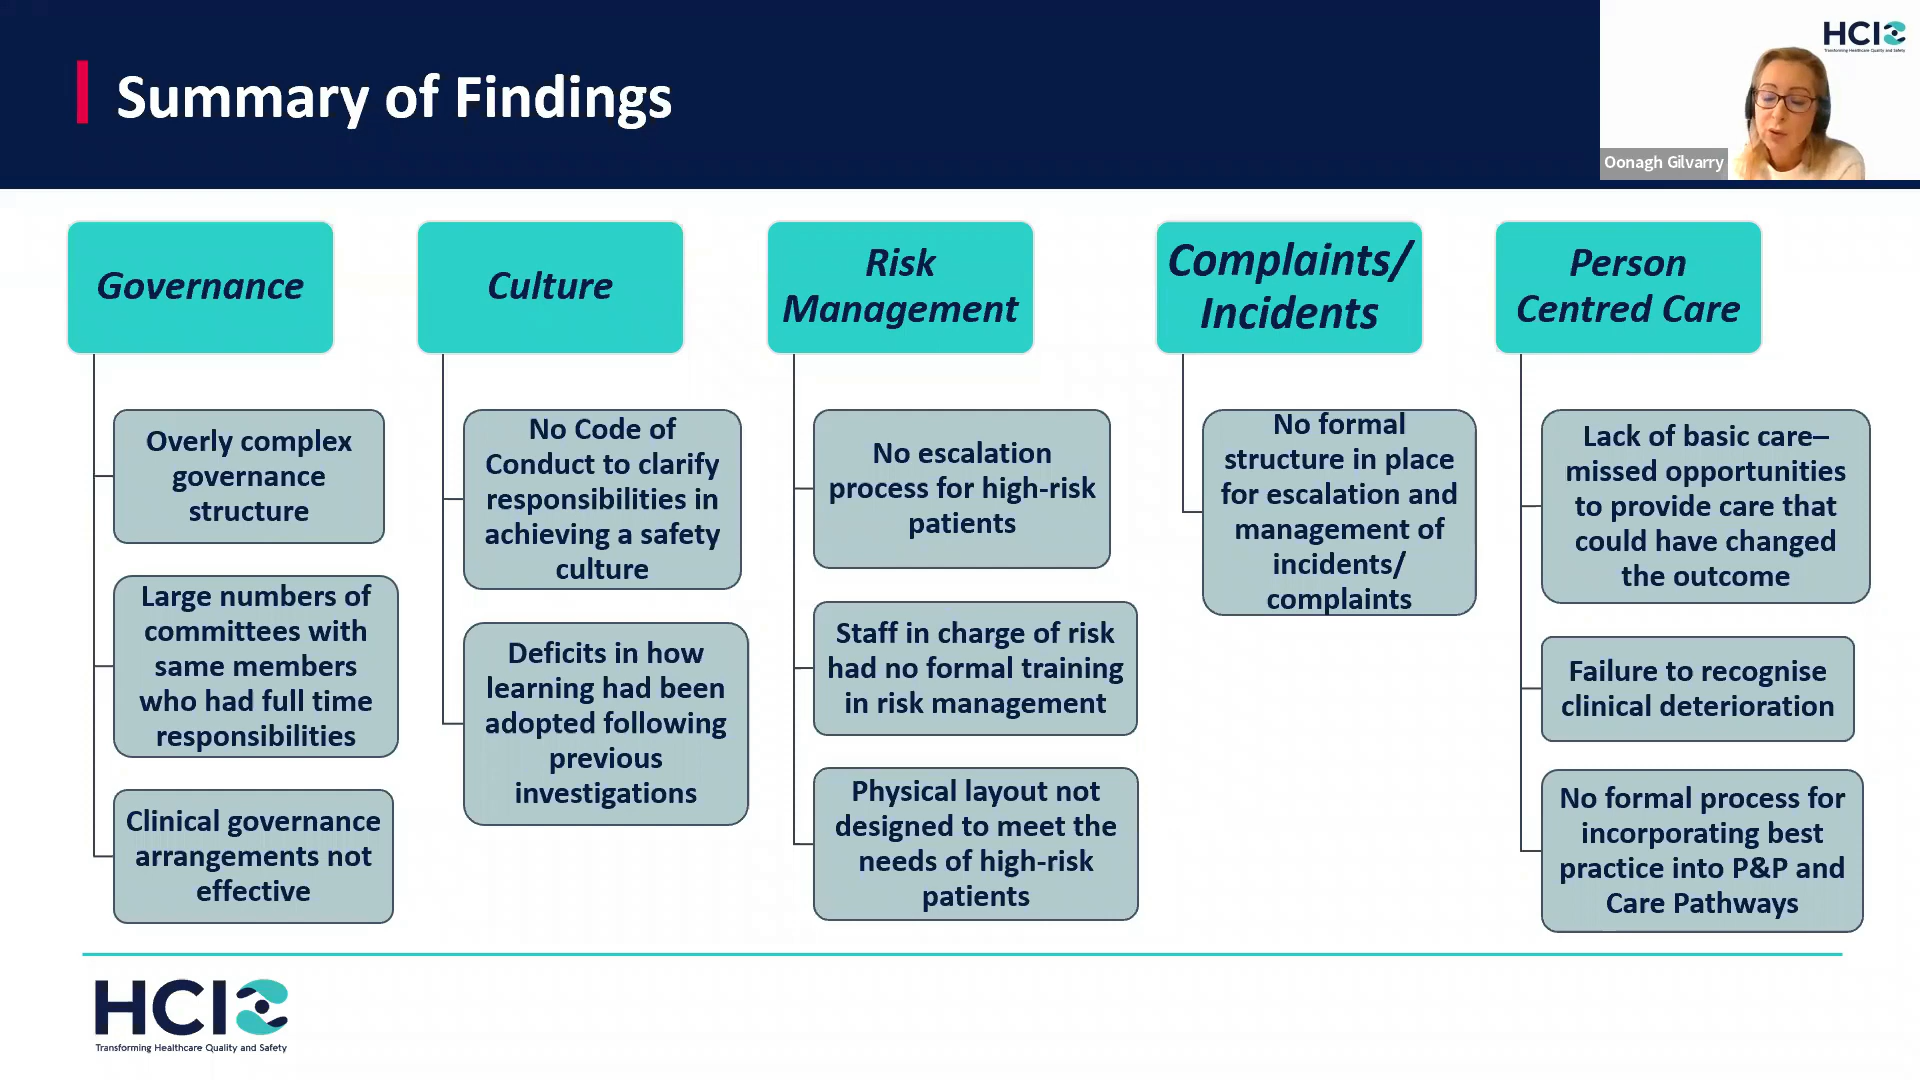 Summary of Findings
HCI
Transforming Healthcare Quality and Safety
Oonagh Gilvarry
Governance
Overly complex
governance
structure
Large numbers of
committees with
same members
who had full time
responsibilities
Clinical governance
arrangements not
effective
Culture
No Code of
Conduct to clarify
responsibilities in
achieving a safety
culture
Deficits in how
learning had been
adopted following
previous
investigations
Risk
Management
No escalation
process for high-risk
patients
Staff in charge of risk
had no formal training
in risk management
Physical layout not
designed to meet the
needs of high-risk
patients
Complaints/
Incidents
No formal
structure in place
for escalation and
management of
incidents/
complaints
Person
Centred Care
Lack of basic care–
missed opportunities
to provide care that
could have changed
the outcome
Failure to recognise
clinical deterioration
No formal process for
incorporating best
practice into P&P and
Care Pathways
HCI
Transforming Healthcare Quality and Safety